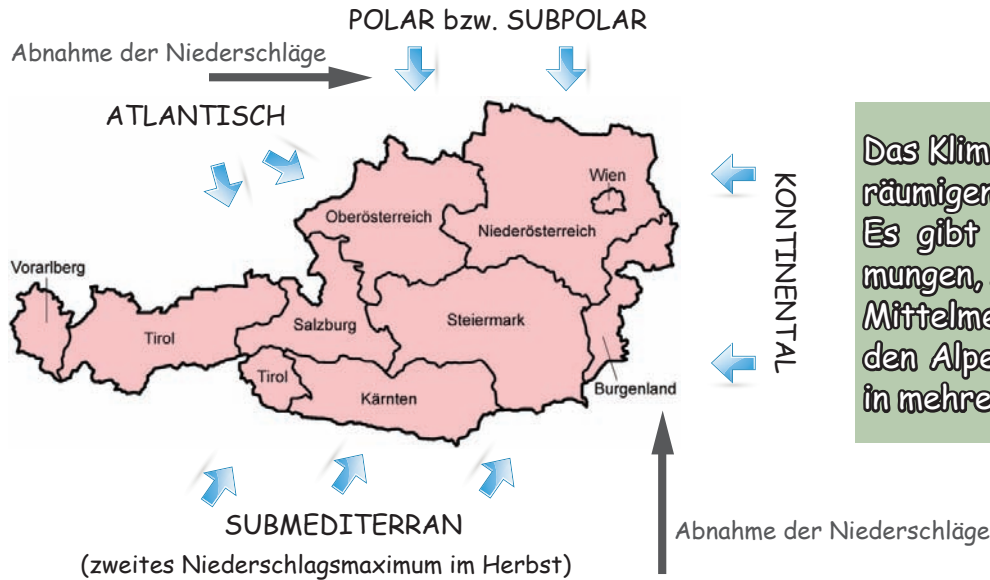 POLAR bzw. SUBPOLAR
Abnahme der Niederschläge
ATLANTISCH
KONTINENTAL
Wien
Oberösterreich
Niederösterreich
Vorarlberg
Tirol
Salzburg
Steiermark
Tirol
Kärnten
Burgenland
SUBMEDITERRAN
(zweites Niederschlagsmaximum im Herbst)
Abnahme der Niederschläge
Das Klim
räumiger
Es gibt
mungen,
Mittelme
den Alpe
in mehre